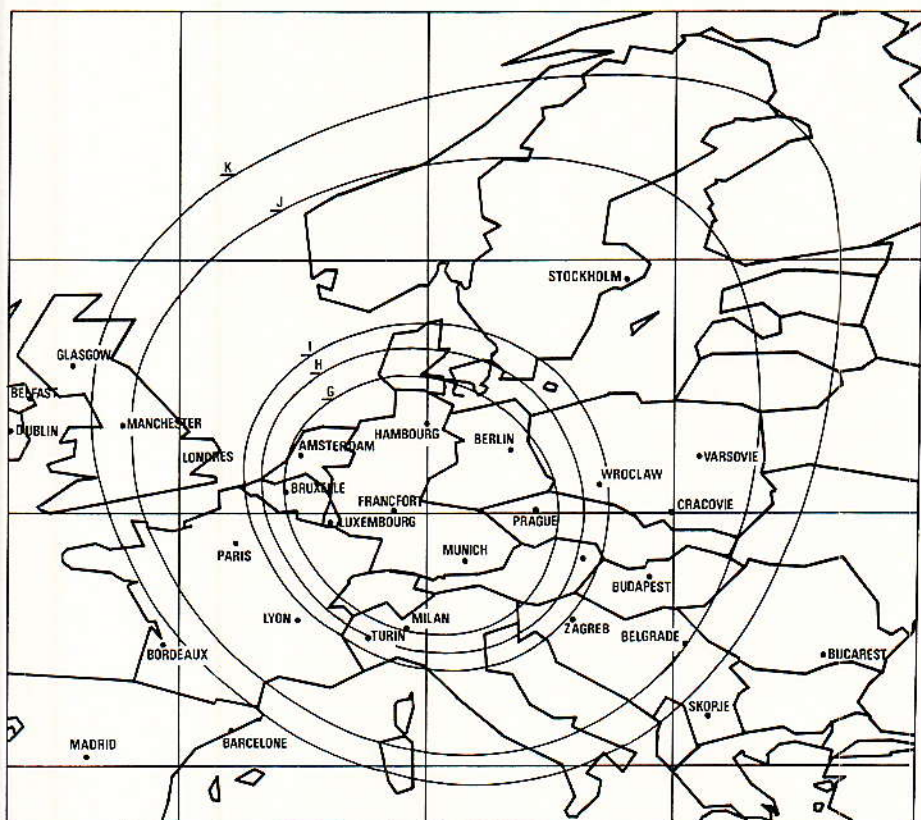 K
J
STOCKHOLM
I
GLASGOW
H
G
BELFAST
DUBLIN
MANCHESTER
HAMBOURG
BERLIN
AMSTERDAM
LONDRES
VARSOVIE
WROCLAW
BRUXELLE
FRANCFORT
CRACOVIE
LUXEMBOURG
PRAGUE
PARIS
MUNICH
BUDAPEST
LYON
MILAN
ZAGREB
TURIN
BELGRADE
BORDEAUX
BUCAREST
SKOPJE
MADRID
BARCELONE